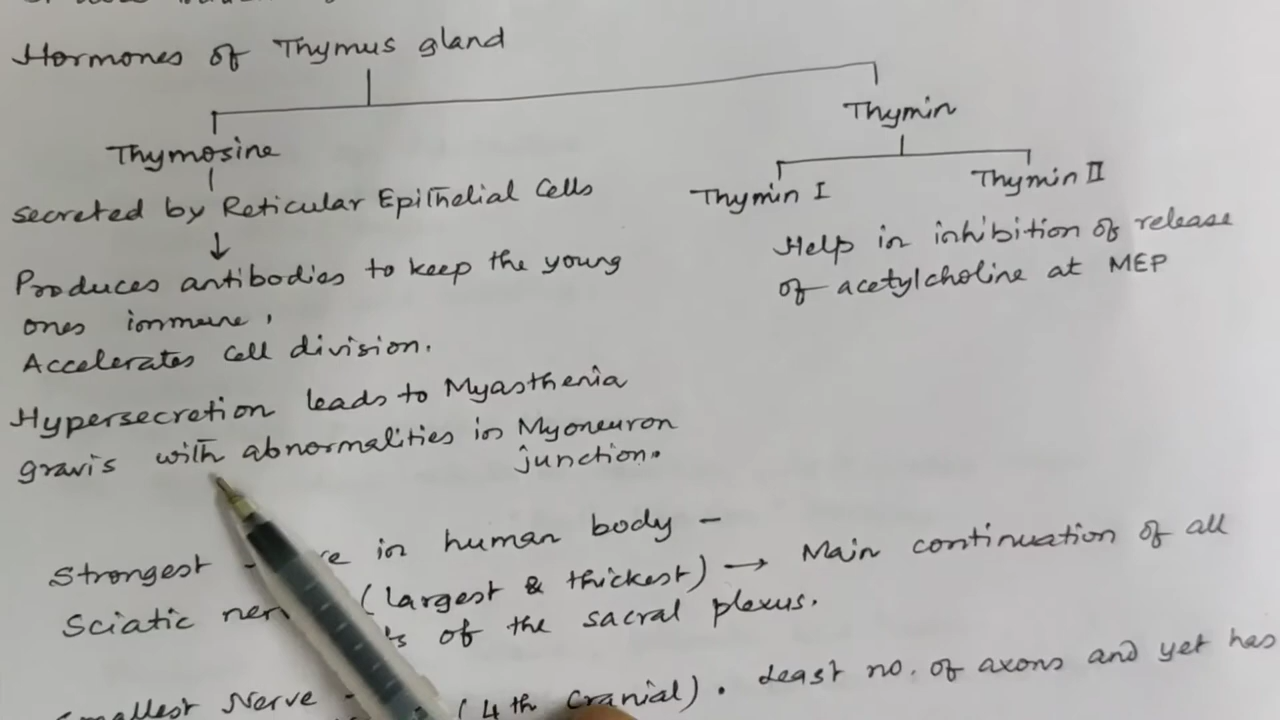 Hormones of Thymus gland
Thymosine
secreted by Reticular Epithelial Cells
Produces antibodies to keep the young
ones immune,
Accelerates cell division.
Hypersecretion leads to Myasthenia
gravis with abnormalities in Myoneuron
junction.
Thymin
Thymin I
Thymin II
Help in inhibition of release
of acetylcholine at MEP
Strongest in human body -
Sciatic (largest & thickest) → Main continuation of all
of the sacral plexus.
Nerve - (4th Cranial). Least no. of axons and yet has